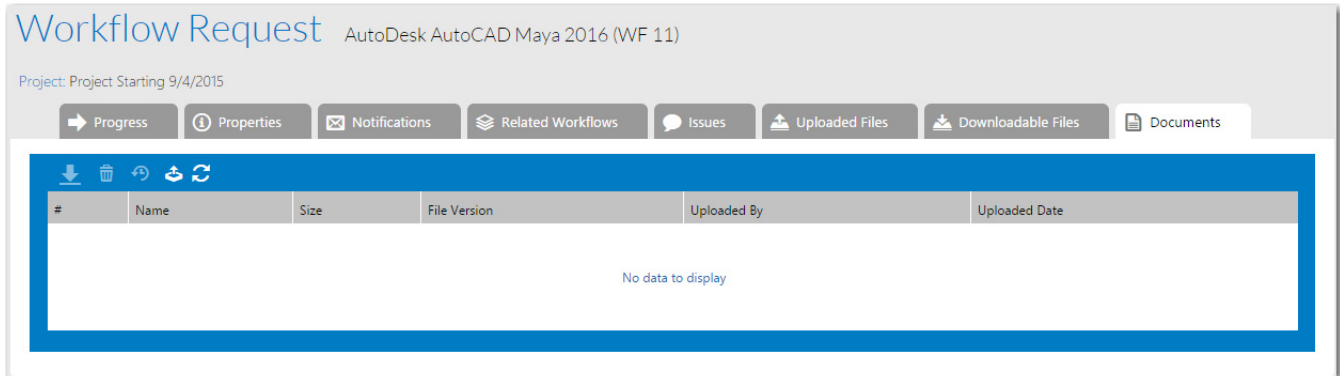 Workflow Request AutoDesk AutoCAD Maya 2016 (WF 11)
Project: Project Starting 9/4/2015
Progress Properties Notifications Related Workflows Issues Uploaded Files Downloadable Files Documents
# Name Size File Version Uploaded By Uploaded Date
No data to display